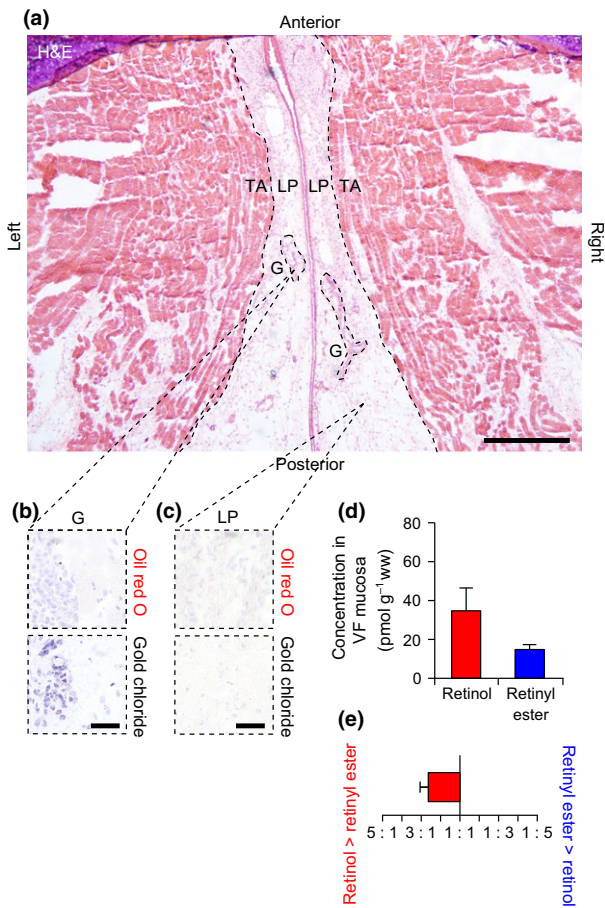 (a)
Anterior
H&E
Left
TA
LP
LP
TA
Right
G
G
Posterior
(b)
G
Oil red O
Gold chloride
(c)
LP
Oil red O
Gold chloride
(d)
Concentration in
VF mucosa
(pmol g⁻¹ ww)
80
60
40
20
0
Retinol
Retinyl
ester
(e)
Retinol > retinyl ester
5 : 1 3 : 1 1 : 1 1 : 3 1 : 5
Retinyl ester > retinol